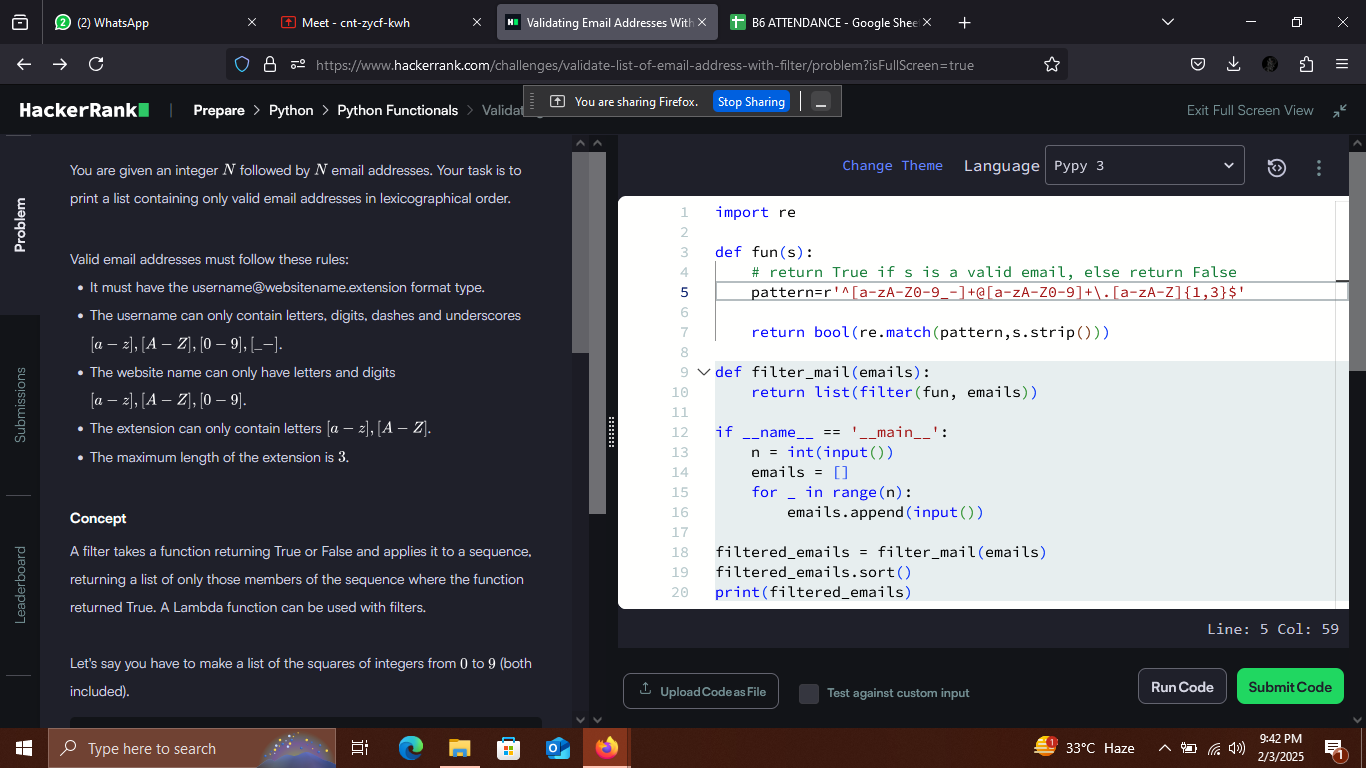 (2) WhatsApp
Meet - cnt-zycf-kwh
Validating Email Addresses With
B6 ATTENDANCE - Google Shee
https://www.hackerrank.com/challenges/validate-list-of-email-address-with-filter/problem?isFullScreen=true
HackerRank
Prepare > Python > Python Functionals >
You are sharing Firefox. Stop Sharing
Exit Full Screen View
Problem
Submissions
Leaderboard
You are given an integer N followed by N email addresses. Your task is to
print a list containing only valid email addresses in lexicographical order.
Valid email addresses must follow these rules:
• It must have the username@websitename.extension format type.
• The username can only contain letters, digits, dashes and underscores
[a − z], [A − Z], [0 − 9], [_−].
• The website name can only have letters and digits
[a − z], [A − Z], [0 − 9].
• The extension can only contain letters [a − z], [A − Z].
• The maximum length of the extension is 3.
Concept
A filter takes a function returning True or False and applies it to a sequence,
returning a list of only those members of the sequence where the function
returned True. A Lambda function can be used with filters.
Let's say you have to make a list of the squares of integers from 0 to 9 (both
included).
Change Theme Language Pypy 3
1 import re
2
3 def fun(s):
4     # return True if s is a valid email, else return False
5     pattern=r'^[a-zA-Z0-9_-]+@[a-zA-Z0-9]+\.[a-zA-Z]{1,3}$'
6
7     return bool(re.match(pattern,s.strip()))
8
9 def filter_mail(emails):
10     return list(filter(fun, emails))
11
12 if __name__ == '__main__':
13     n = int(input())
14     emails = []
15     for _ in range(n):
16         emails.append(input())
17
18 filtered_emails = filter_mail(emails)
19 filtered_emails.sort()
20 print(filtered_emails)
Line: 5 Col: 59
Upload Code as File
Test against custom input
Run Code
Submit Code
Type here to search
33°C Haze
9:42 PM
2/3/2025
1